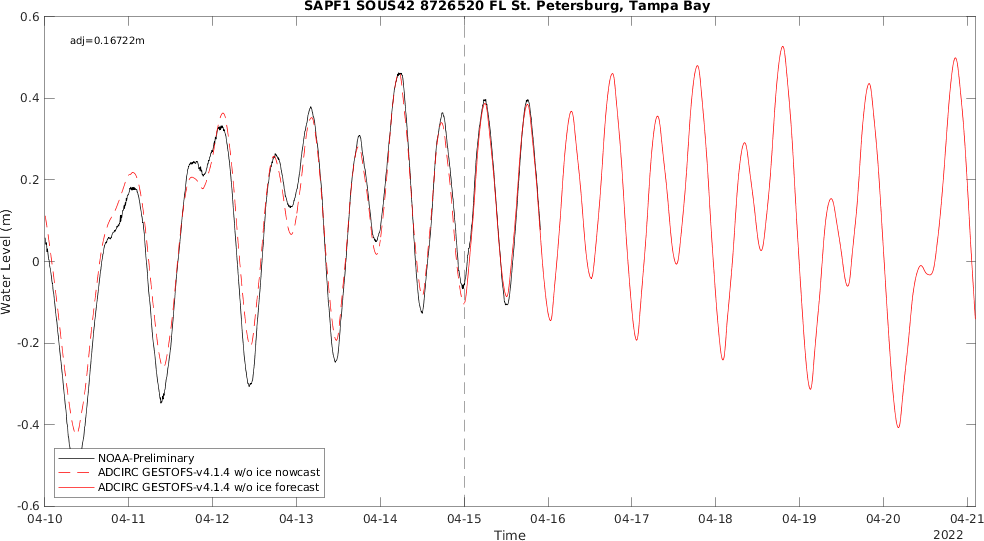 SAPF1 SOUS42 8726520 FL St. Petersburg, Tampa Bay
0.6
adj=0.16722m
0.4
0.2
0
-0.2
-0.4
-0.6
Water Level (m)
NOAA-Preliminary
ADCIRC GESTOFS-v4.1.4 w/o ice nowcast
ADCIRC GESTOFS-v4.1.4 w/o ice forecast
04-10 04-11 04-12 04-13 04-14 04-15 04-16 04-17 04-18 04-19 04-20 04-21
Time
2022